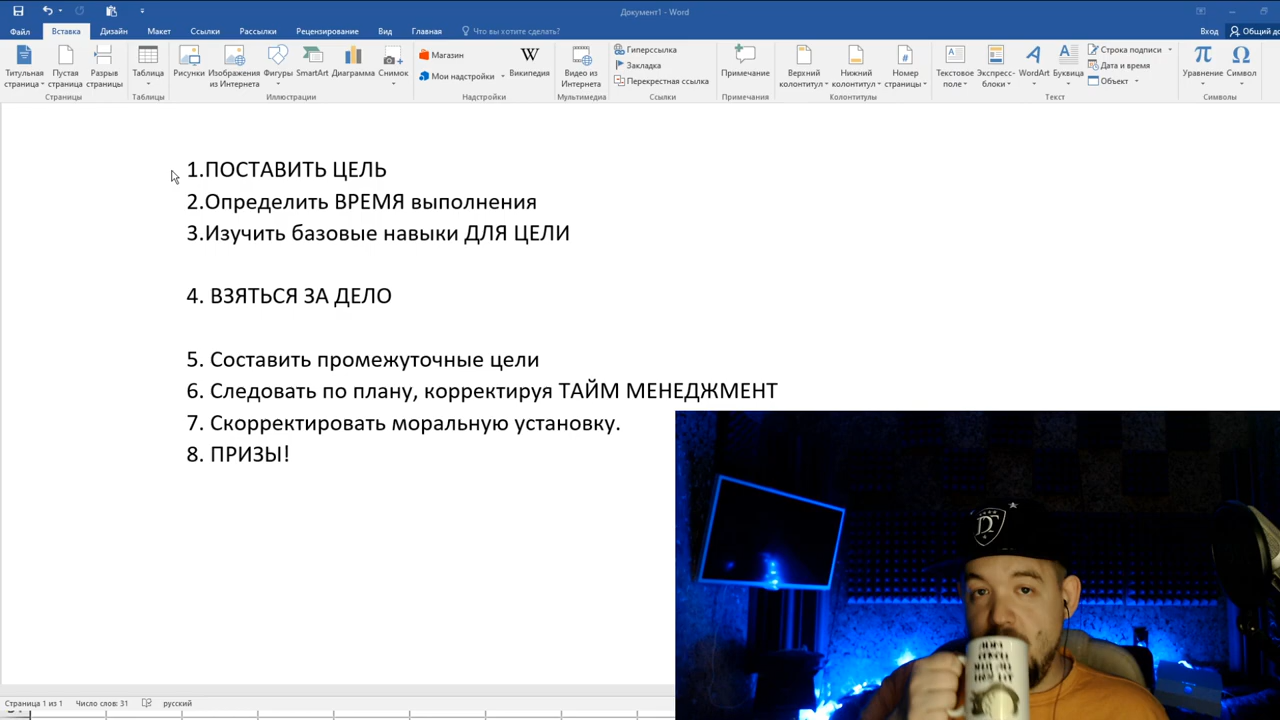 Документ1 - Word
Вход
Общий до
Файл
Вставка
Дизайн
Макет
Ссылки
Рассылки
Рецензирование
Вид
Главная
Что вы хотите сделать?
Титульная страница
Пустая страница
Разрыв страницы
Таблица
Рисунки
Изображения из Интернета
Фигуры
SmartArt
Диаграмма
Снимок
Магазин
Мои надстройки
Википедия
Видео из Интернета
Гиперссылка
Закладка
Перекрестная ссылка
Примечание
Верхний колонтитул
Нижний колонтитул
Номер страницы
Текстовое поле
Экспресс-блоки
WordArt
Буквица
Строка подписи
Дата и время
Объект
Уравнение
Символ
Страницы
Таблицы
Иллюстрации
Надстройки
Мультимедиа
Ссылки
Примечания
Колонтитулы
Текст
Символы
1.ПОСТАВИТЬ ЦЕЛЬ
2.Определить ВРЕМЯ выполнения
3.Изучить базовые навыки ДЛЯ ЦЕЛИ
4. ВЗЯТЬСЯ ЗА ДЕЛО
5. Составить промежуточные цели
6. Следовать по плану, корректируя ТАЙМ МЕНЕДЖМЕНТ
7. Скорректировать моральную установку.
8. ПРИЗЫ!
Страница 1 из 1
Число слов: 31
русский